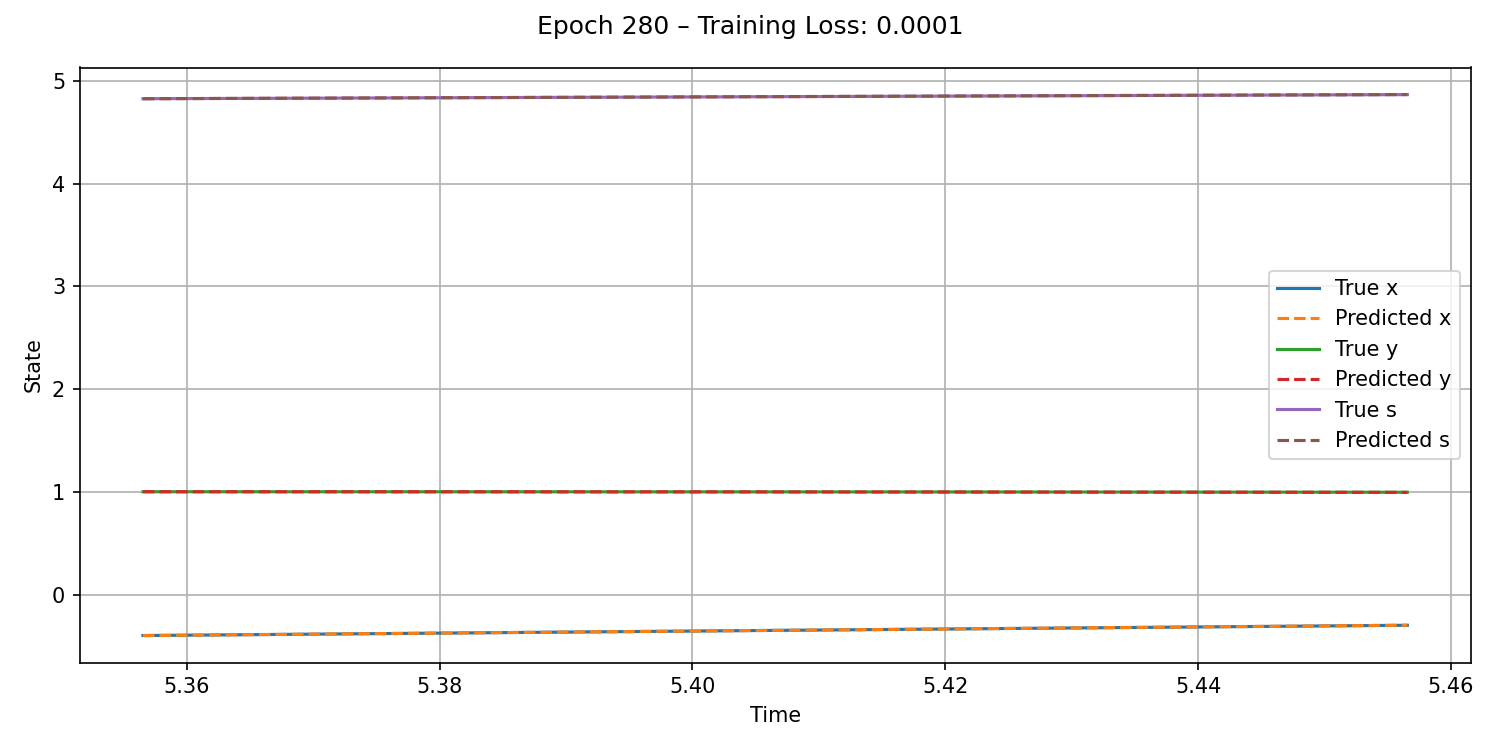 Epoch 280 – Training Loss: 0.0001
5
4
3
2
1
0
State
True x
Predicted x
True y
Predicted y
True s
Predicted s
5.36 5.38 5.40 5.42 5.44 5.46
Time